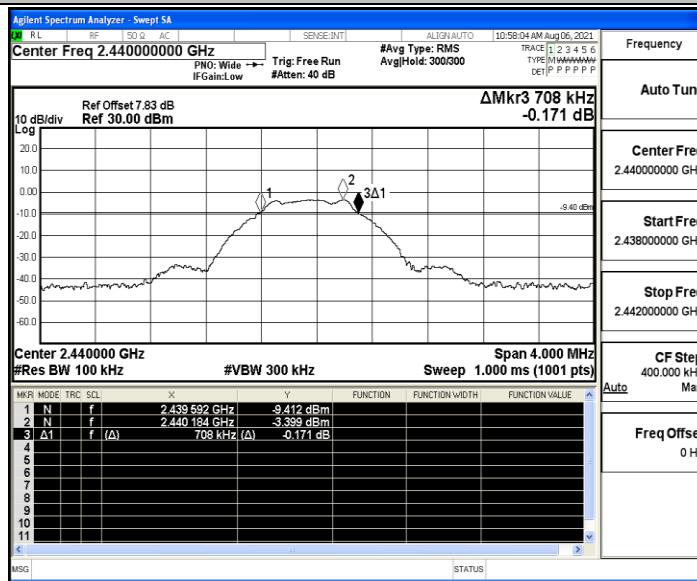 Agilent Spectrum Analyzer - Swept SA
RL RF 50 Ω AC SENSE:INT ALIGN AUTO 10:58:04 AM Aug 06, 2021
Center Freq 2.440000000 GHz
PNO: Wide
IFGain:Low
Trig: Free Run
#Atten: 40 dB
#Avg Type: RMS
Avg|Hold: 300/300
TRACE 1 2 3 4 5 6
TYPE M W W W W W
DET P P P P P P
Ref Offset 7.83 dB
Ref 30.00 dBm
10 dB/div
Log
ΔMkr3 708 kHz
-0.171 dB
20.0
10.0
0.00
-10.0
-20.0
-30.0
-40.0
-50.0
-60.0
1
2
3Δ1
-9.40 dBm
Center 2.440000 GHz Span 4.000 MHz
#Res BW 100 kHz #VBW 300 kHz Sweep 1.000 ms (1001 pts)
MKR MODE TRC SCL X Y FUNCTION FUNCTION WIDTH FUNCTION VALUE
1 N f 2.439 592 GHz -9.412 dBm
2 N f 2.440 184 GHz -3.399 dBm
3 Δ1 f (Δ) 708 kHz (Δ) -0.171 dB
4
5
6
7
8
9
10
11
MSG STATUS
Frequency
Auto Tun
Center Fre
2.440000000 GH
Start Fre
2.438000000 GH
Stop Fre
2.442000000 GH
CF Ste
400.000 kH
Auto Ma
Freq Offse
0 H